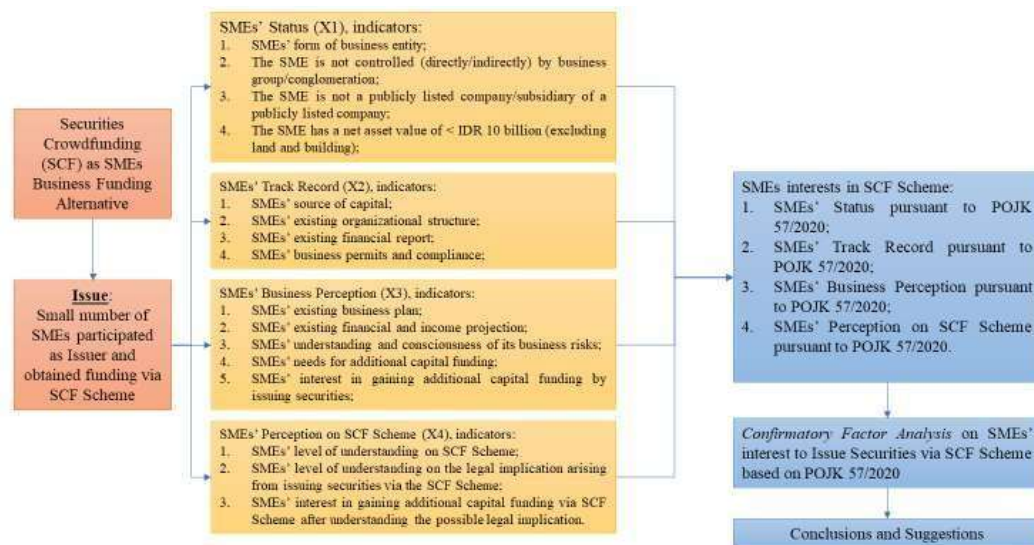 Securities
Crowdfunding
(SCF) as SMEs
Business Funding
Alternative
Issue:
Small number of
SMEs participated
as Issuer and
obtained funding via
SCF Scheme
SMEs' Status (X1), indicators:
1. SMEs' form of business entity;
2. The SME is not controlled (directly/indirectly) by business
group/conglomeration;
3. The SME is not a publicly listed company/subsidiary of a
publicly listed company;
4. The SME has a net asset value of < IDR 10 billion (excluding
land and building);
SMEs' Track Record (X2), indicators:
1. SMEs' source of capital;
2. SMEs' existing organizational structure;
3. SMEs' existing financial report;
4. SMEs' business permits and compliance;
SMEs' Business Perception (X3), indicators:
1. SMEs' existing business plan;
2. SMEs' existing financial and income projection;
3. SMEs' understanding and consciousness of its business risks;
4. SMEs' needs for additional capital funding;
5. SMEs' interest in gaining additional capital funding by
issuing securities;
SMEs' Perception on SCF Scheme (X4), indicators:
1. SMEs' level of understanding on SCF Scheme;
2. SMEs' level of understanding on the legal implication arising
from issuing securities via the SCF Scheme;
3. SMEs' interest in gaining additional capital funding via SCF
Scheme after understanding the possible legal implication.
SMEs interests in SCF Scheme:
1. SMEs' Status pursuant to POJK
57/2020;
2. SMEs' Track Record pursuant to
POJK 57/2020;
3. SMEs' Business Perception pursuant
to POJK 57/2020;
4. SMEs' Perception on SCF Scheme
pursuant to POJK 57/2020.
Confirmatory Factor Analysis on SMEs'
interest to Issue Securities via SCF Scheme
based on POJK 57/2020
Conclusions and Suggestions